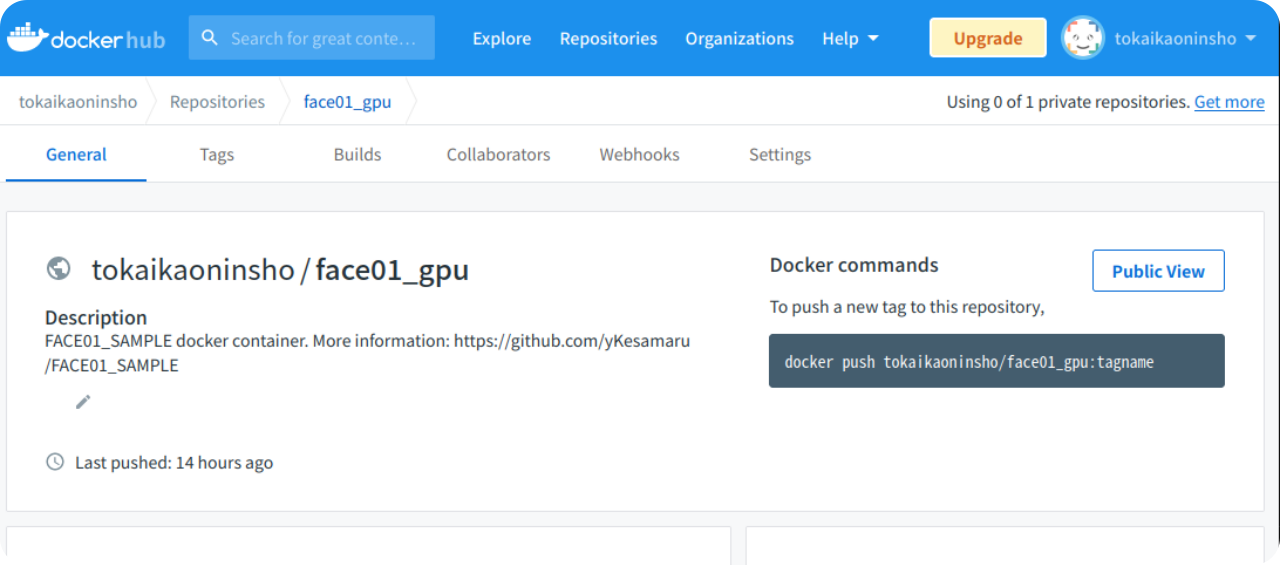 docker hub Search for great conte... Explore Repositories Organizations Help Upgrade tokaikaoninsho
tokaikaoninsho Repositories face01_gpu Using 0 of 1 private repositories. Get more
General Tags Builds Collaborators Webhooks Settings
tokaikaoninsho / face01_gpu
Description
FACE01_SAMPLE docker container. More information: https://github.com/yKesamaru
/FACE01_SAMPLE
Last pushed: 14 hours ago
Docker commands
Public View
To push a new tag to this repository,
docker push tokaikaoninsho/face01_gpu:tagname